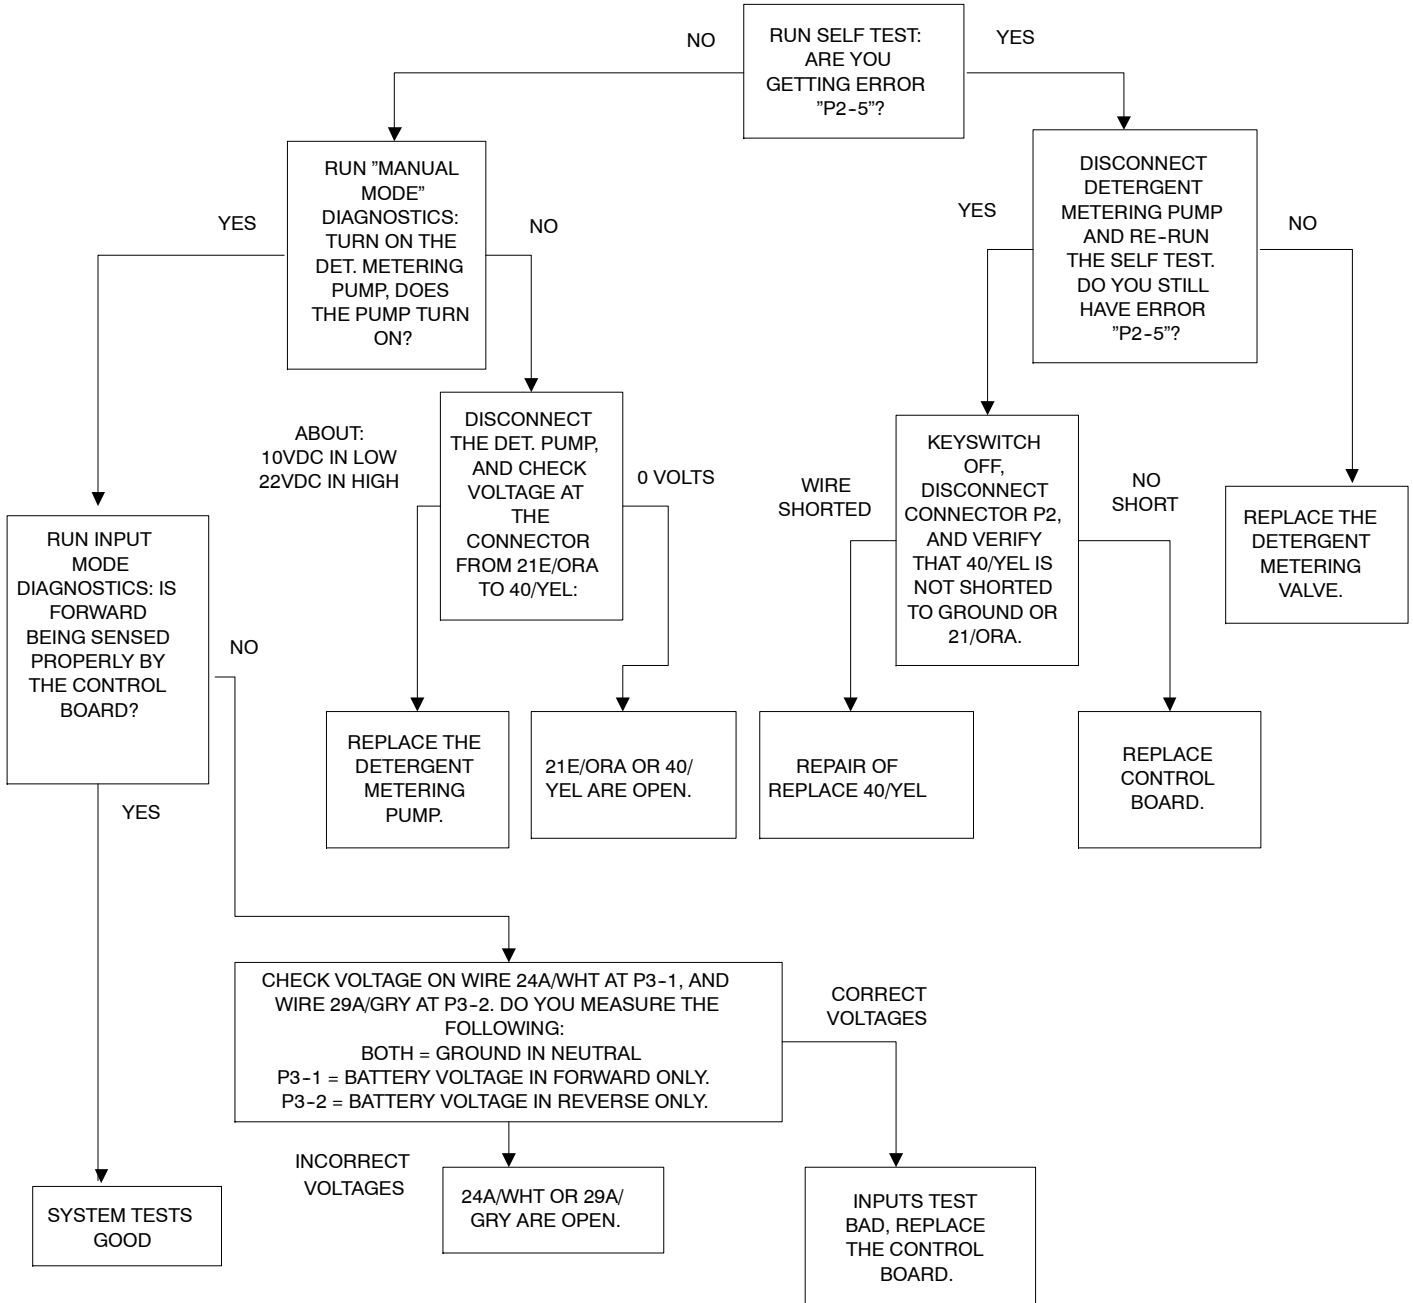 RUN SELF TEST:
ARE YOU
GETTING ERROR
”P2-5”?
NO
YES
RUN ”MANUAL
MODE”
DIAGNOSTICS:
TURN ON THE
DET. METERING
PUMP, DOES
THE PUMP TURN
ON?
YES
NO
DISCONNECT
DETERGENT
METERING PUMP
AND RE-RUN
THE SELF TEST.
DO YOU STILL
HAVE ERROR
”P2-5”?
YES
NO
ABOUT:
10VDC IN LOW
22VDC IN HIGH
DISCONNECT
THE DET. PUMP,
AND CHECK
VOLTAGE AT
THE
CONNECTOR
FROM 21E/ORA
TO 40/YEL:
0 VOLTS
WIRE
SHORTED
KEYSWITCH
OFF,
DISCONNECT
CONNECTOR P2,
AND VERIFY
THAT 40/YEL IS
NOT SHORTED
TO GROUND OR
21/ORA.
NO
SHORT
REPLACE THE
DETERGENT
METERING
VALVE.
RUN INPUT
MODE
DIAGNOSTICS: IS
FORWARD
BEING SENSED
PROPERLY BY
THE CONTROL
BOARD?
NO
YES
REPLACE THE
DETERGENT
METERING
PUMP.
21E/ORA OR 40/
YEL ARE OPEN.
REPAIR OF
REPLACE 40/YEL
REPLACE
CONTROL
BOARD.
CHECK VOLTAGE ON WIRE 24A/WHT AT P3-1, AND
WIRE 29A/GRY AT P3-2. DO YOU MEASURE THE
FOLLOWING:
BOTH = GROUND IN NEUTRAL
P3-1 = BATTERY VOLTAGE IN FORWARD ONLY.
P3-2 = BATTERY VOLTAGE IN REVERSE ONLY.
CORRECT
VOLTAGES
INCORRECT
VOLTAGES
SYSTEM TESTS
GOOD
24A/WHT OR 29A/
GRY ARE OPEN.
INPUTS TEST
BAD, REPLACE
THE CONTROL
BOARD.